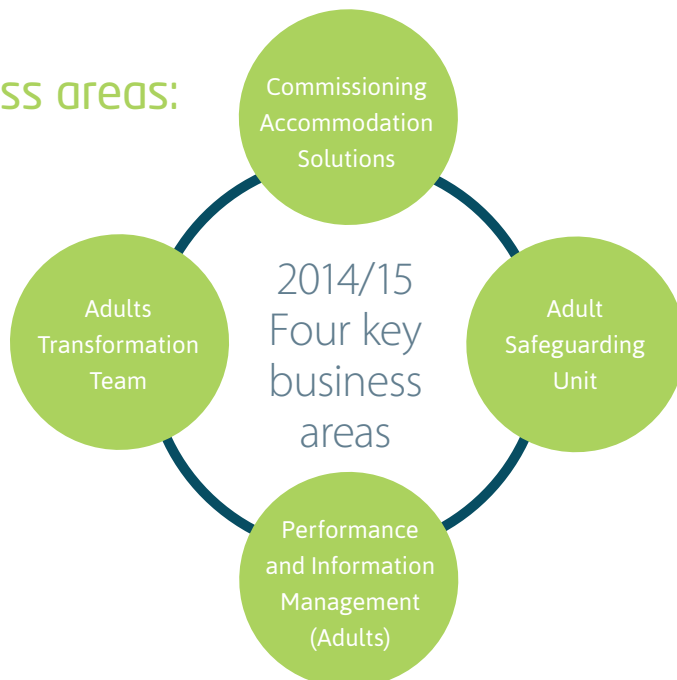 ss areas:
Commissioning
Accommodation
Solutions
Adults
Transformation
Team
2014/15
Four key
business
areas
Adult
Safeguarding
Unit
Performance
and Information
Management
(Adults)